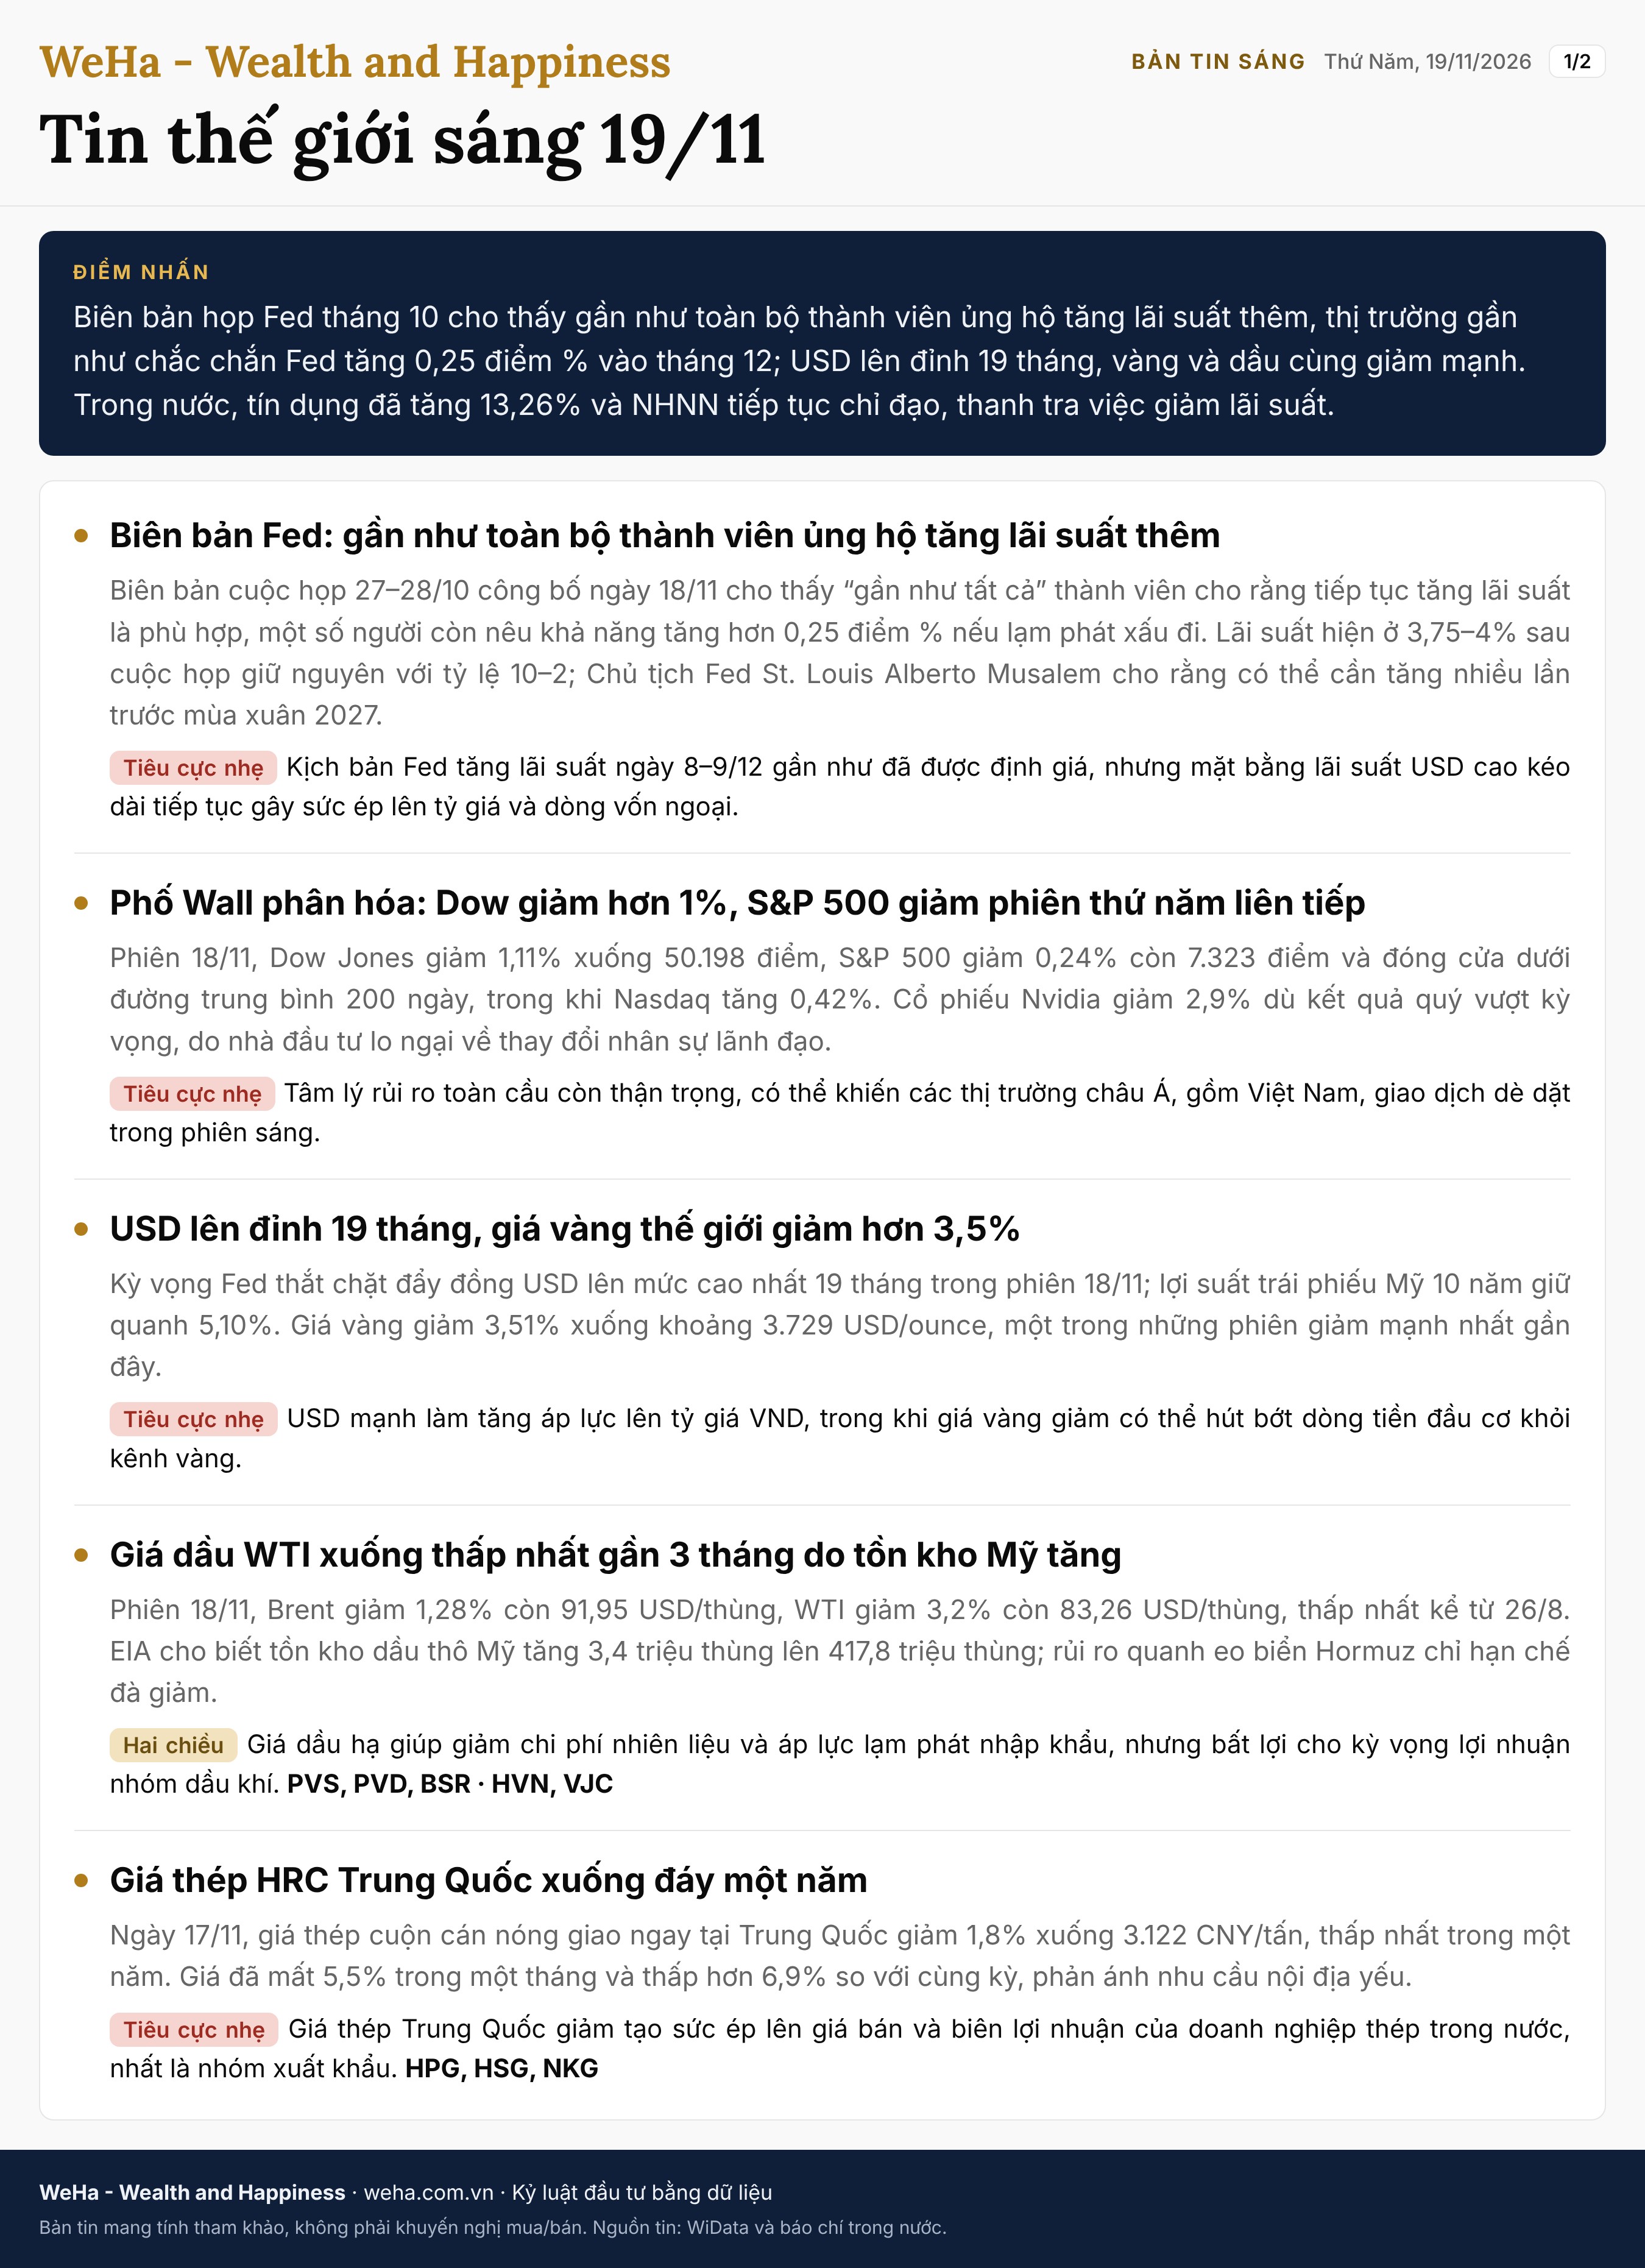 WeHa - Wealth and Happiness
BẢN TIN SÁNG Thứ Năm, 19/11/2026 1/2
Tin thế giới sáng 19/11
ĐIỂM NHẤN
Biên bản họp Fed tháng 10 cho thấy gần như toàn bộ thành viên ủng hộ tăng lãi suất thêm, thị trường gần
như chắc chắn Fed tăng 0,25 điểm % vào tháng 12; USD lên đỉnh 19 tháng, vàng và dầu cùng giảm mạnh.
Trong nước, tín dụng đã tăng 13,26% và NHNN tiếp tục chỉ đạo, thanh tra việc giảm lãi suất.
Biên bản Fed: gần như toàn bộ thành viên ủng hộ tăng lãi suất thêm
Biên bản cuộc họp 27–28/10 công bố ngày 18/11 cho thấy “gần như tất cả” thành viên cho rằng tiếp tục tăng lãi suất
là phù hợp, một số người còn nêu khả năng tăng hơn 0,25 điểm % nếu lạm phát xấu đi. Lãi suất hiện ở 3,75–4% sau
cuộc họp giữ nguyên với tỷ lệ 10–2; Chủ tịch Fed St. Louis Alberto Musalem cho rằng có thể cần tăng nhiều lần
trước mùa xuân 2027.
Tiêu cực nhẹ Kịch bản Fed tăng lãi suất ngày 8–9/12 gần như đã được định giá, nhưng mặt bằng lãi suất USD cao kéo
dài tiếp tục gây sức ép lên tỷ giá và dòng vốn ngoại.
Phố Wall phân hóa: Dow giảm hơn 1%, S&P 500 giảm phiên thứ năm liên tiếp
Phiên 18/11, Dow Jones giảm 1,11% xuống 50.198 điểm, S&P 500 giảm 0,24% còn 7.323 điểm và đóng cửa dưới
đường trung bình 200 ngày, trong khi Nasdaq tăng 0,42%. Cổ phiếu Nvidia giảm 2,9% dù kết quả quý vượt kỳ
vọng, do nhà đầu tư lo ngại về thay đổi nhân sự lãnh đạo.
Tiêu cực nhẹ Tâm lý rủi ro toàn cầu còn thận trọng, có thể khiến các thị trường châu Á, gồm Việt Nam, giao dịch dè dặt
trong phiên sáng.
USD lên đỉnh 19 tháng, giá vàng thế giới giảm hơn 3,5%
Kỳ vọng Fed thắt chặt đẩy đồng USD lên mức cao nhất 19 tháng trong phiên 18/11; lợi suất trái phiếu Mỹ 10 năm giữ
quanh 5,10%. Giá vàng giảm 3,51% xuống khoảng 3.729 USD/ounce, một trong những phiên giảm mạnh nhất gần
đây.
Tiêu cực nhẹ USD mạnh làm tăng áp lực lên tỷ giá VND, trong khi giá vàng giảm có thể hút bớt dòng tiền đầu cơ khỏi
kênh vàng.
Giá dầu WTI xuống thấp nhất gần 3 tháng do tồn kho Mỹ tăng
Phiên 18/11, Brent giảm 1,28% còn 91,95 USD/thùng, WTI giảm 3,2% còn 83,26 USD/thùng, thấp nhất kể từ 26/8.
EIA cho biết tồn kho dầu thô Mỹ tăng 3,4 triệu thùng lên 417,8 triệu thùng; rủi ro quanh eo biển Hormuz chỉ hạn chế
đà giảm.
Hai chiều Giá dầu hạ giúp giảm chi phí nhiên liệu và áp lực lạm phát nhập khẩu, nhưng bất lợi cho kỳ vọng lợi nhuận
nhóm dầu khí. PVS, PVD, BSR · HVN, VJC
Giá thép HRC Trung Quốc xuống đáy một năm
Ngày 17/11, giá thép cuộn cán nóng giao ngay tại Trung Quốc giảm 1,8% xuống 3.122 CNY/tấn, thấp nhất trong một
năm. Giá đã mất 5,5% trong một tháng và thấp hơn 6,9% so với cùng kỳ, phản ánh nhu cầu nội địa yếu.
Tiêu cực nhẹ Giá thép Trung Quốc giảm tạo sức ép lên giá bán và biên lợi nhuận của doanh nghiệp thép trong nước,
nhất là nhóm xuất khẩu. HPG, HSG, NKG
WeHa - Wealth and Happiness · weha.com.vn · Kỷ luật đầu tư bằng dữ liệu
Bản tin mang tính tham khảo, không phải khuyến nghị mua/bán. Nguồn tin: WiData và báo chí trong nước.